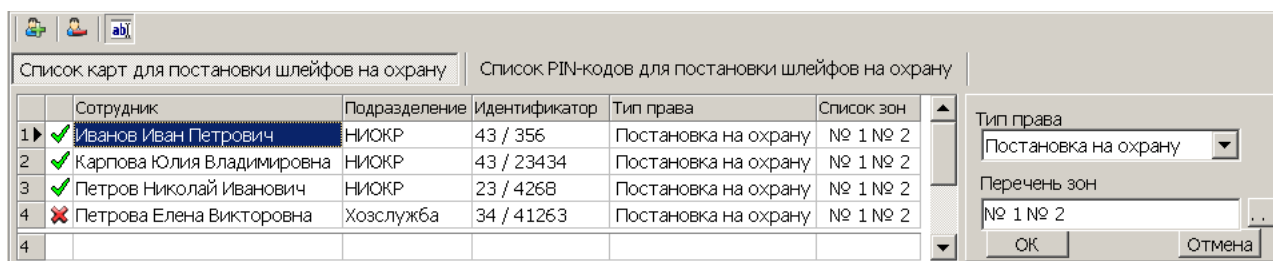 ab
Список карт для постановки шлейфов на охрану Список PIN-кодов для постановки шлейфов на охрану
Сотрудник Подразделение Идентификатор Тип права Список зон
1 Иванов Иван Петрович НИОКР 43 / 356 Постановка на охрану № 1 № 2
2 Карпова Юлия Владимировна НИОКР 43 / 23434 Постановка на охрану № 1 № 2
3 Петров Николай Иванович НИОКР 23 / 4268 Постановка на охрану № 1 № 2
4 Петрова Елена Викторовна Хозслужба 34 / 41263 Постановка на охрану № 1 № 2
4
Тип права
Постановка на охрану
Перечень зон
№ 1 № 2 ..
ОК Отмена